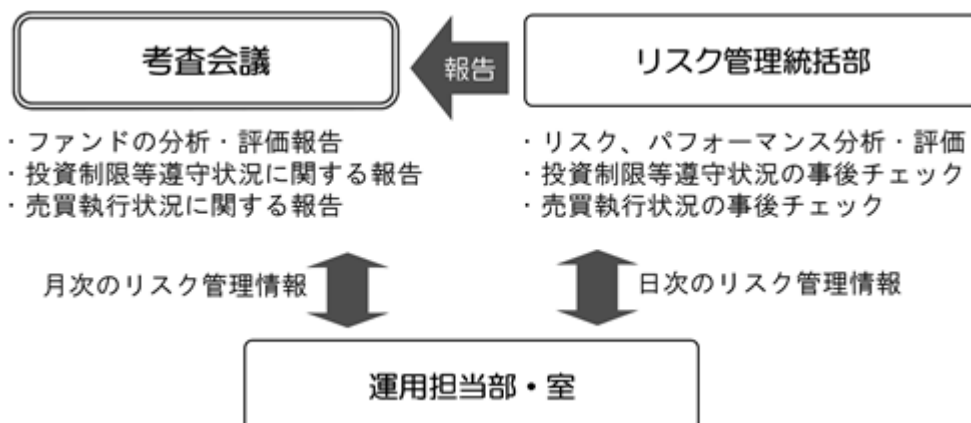 考査会議
報告
リスク管理統括部
・ファンドの分析・評価報告
・投資制限等遵守状況に関する報告
・売買執行状況に関する報告
・リスク、パフォーマンス分析・評価
・投資制限等遵守状況の事後チェック
・売買執行状況の事後チェック
月次のリスク管理情報
日次のリスク管理情報
運用担当部・室